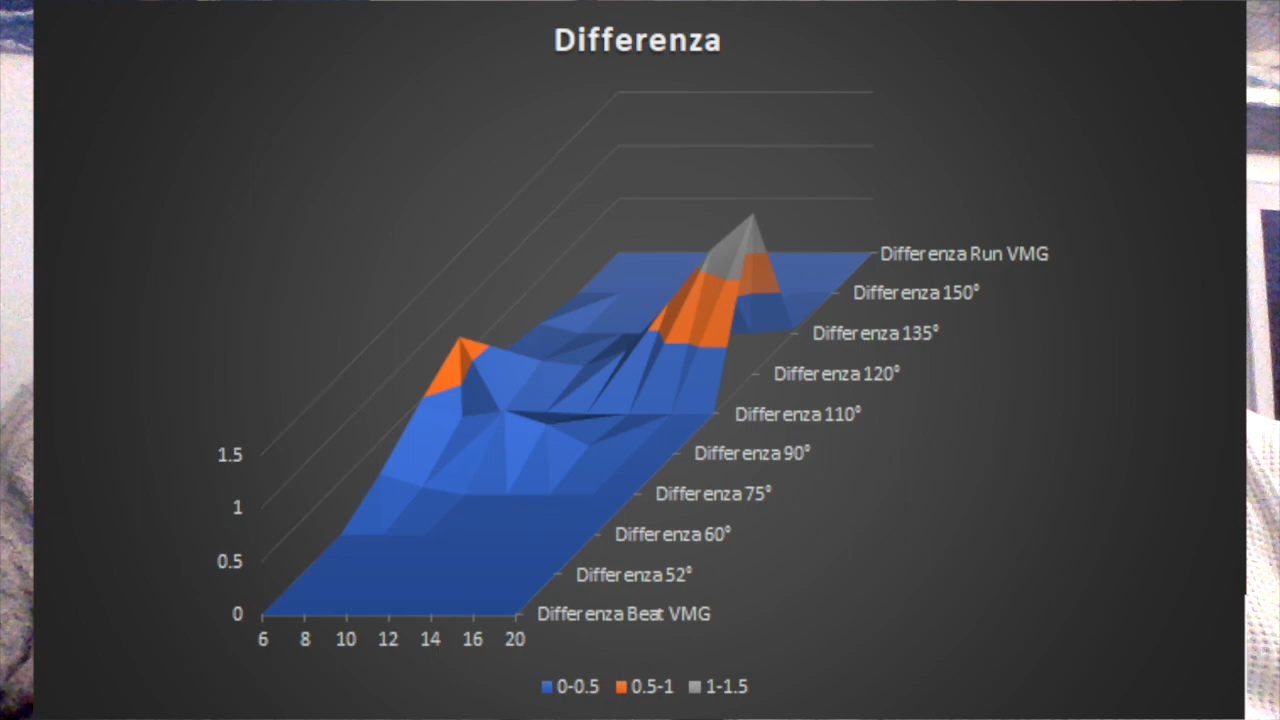 Differenza
Differenza Run VMG
Differenza 150°
Differenza 135°
Differenza 120°
Differenza 110°
Differenza 90°
Differenza 75°
Differenza 60°
Differenza 52°
Differenza Beat VMG
1.5
1
0.5
0
6 8 10 12 14 16 20
0-0.5 0.5-1 1-1.5